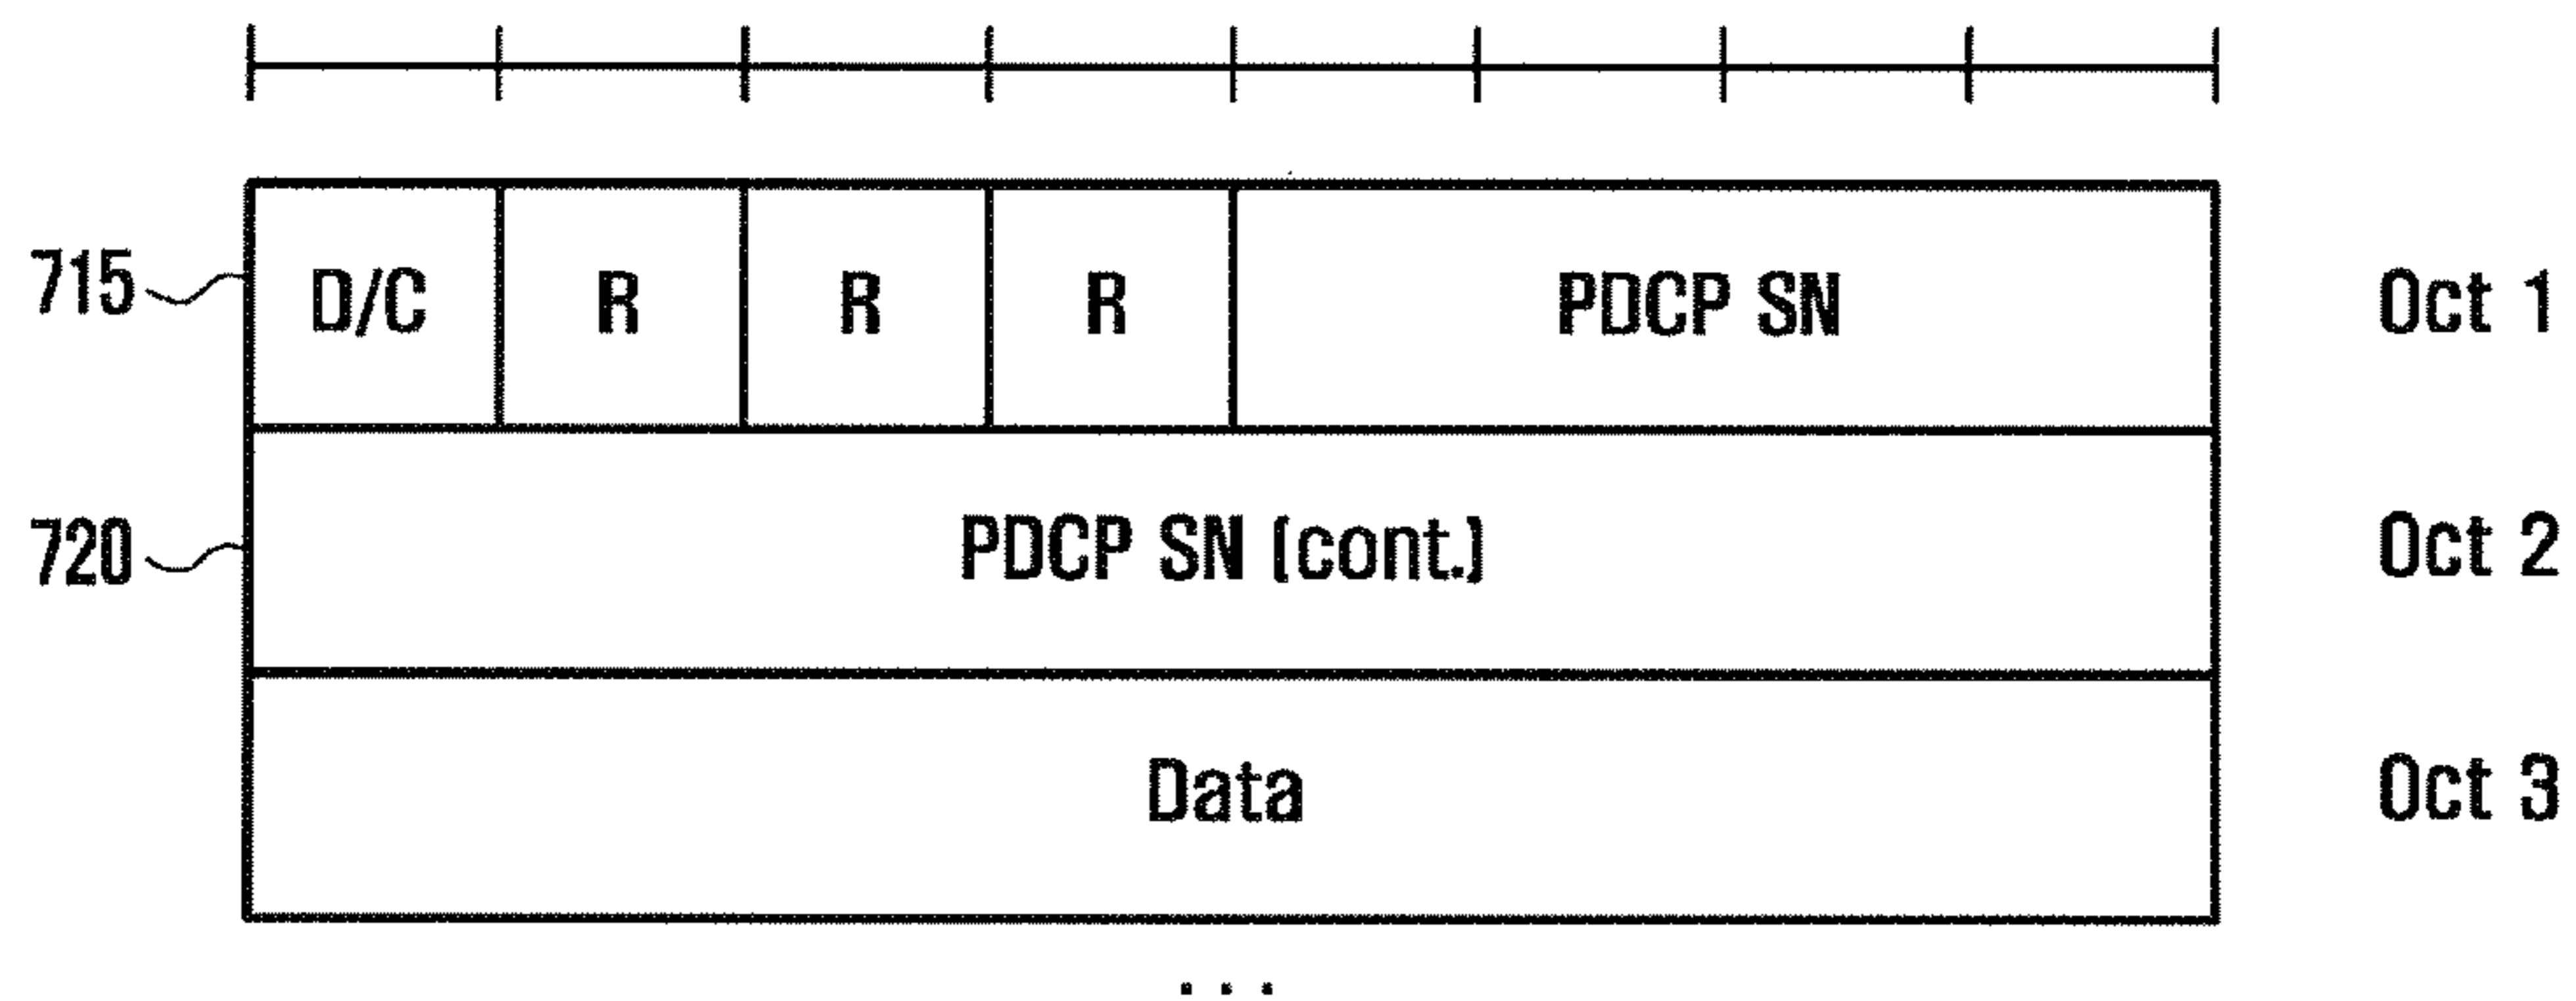 715 D/C R R R PDCP SN Oct 1
720 PDCP SN (cont.) Oct 2
Data Oct 3
...